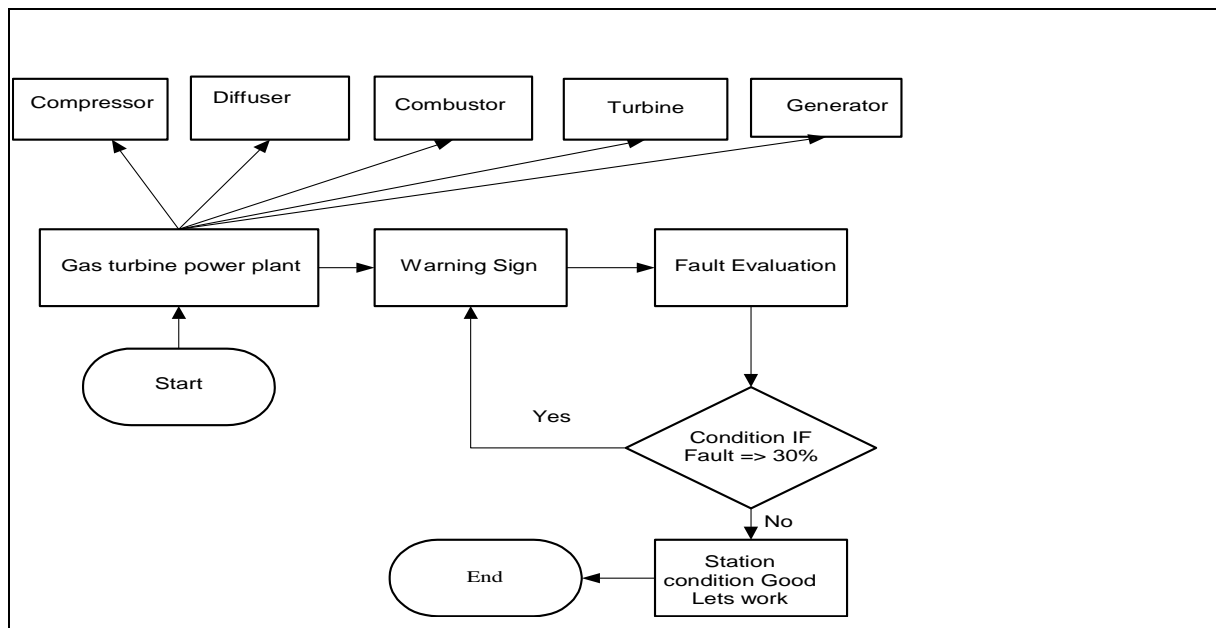 Compressor
Diffuser
Combustor
Turbine
Generator
Gas turbine power plant
Warning Sign
Fault Evaluation
Start
Yes
Condition IF
Fault => 30%
No
Station
condition Good
Lets work
End